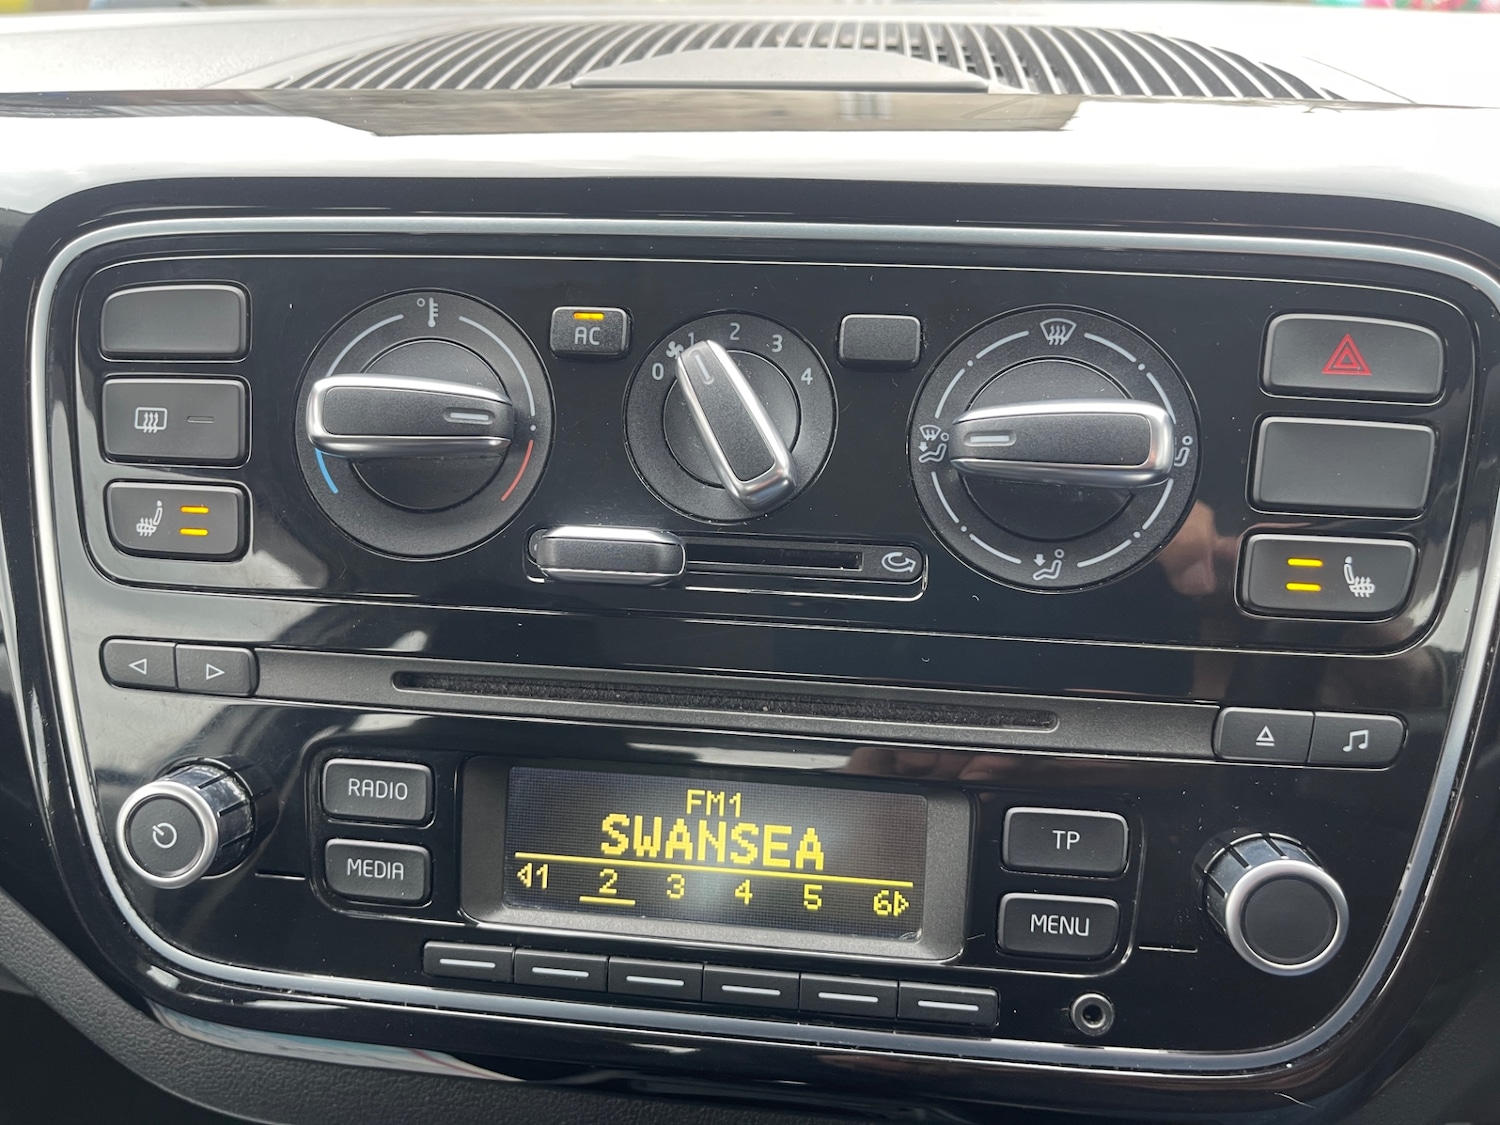 AC
0 1 2 3 4
RADIO
MEDIA
FM1
SWANSEA
1 2 3 4 5 6
TP
MENU